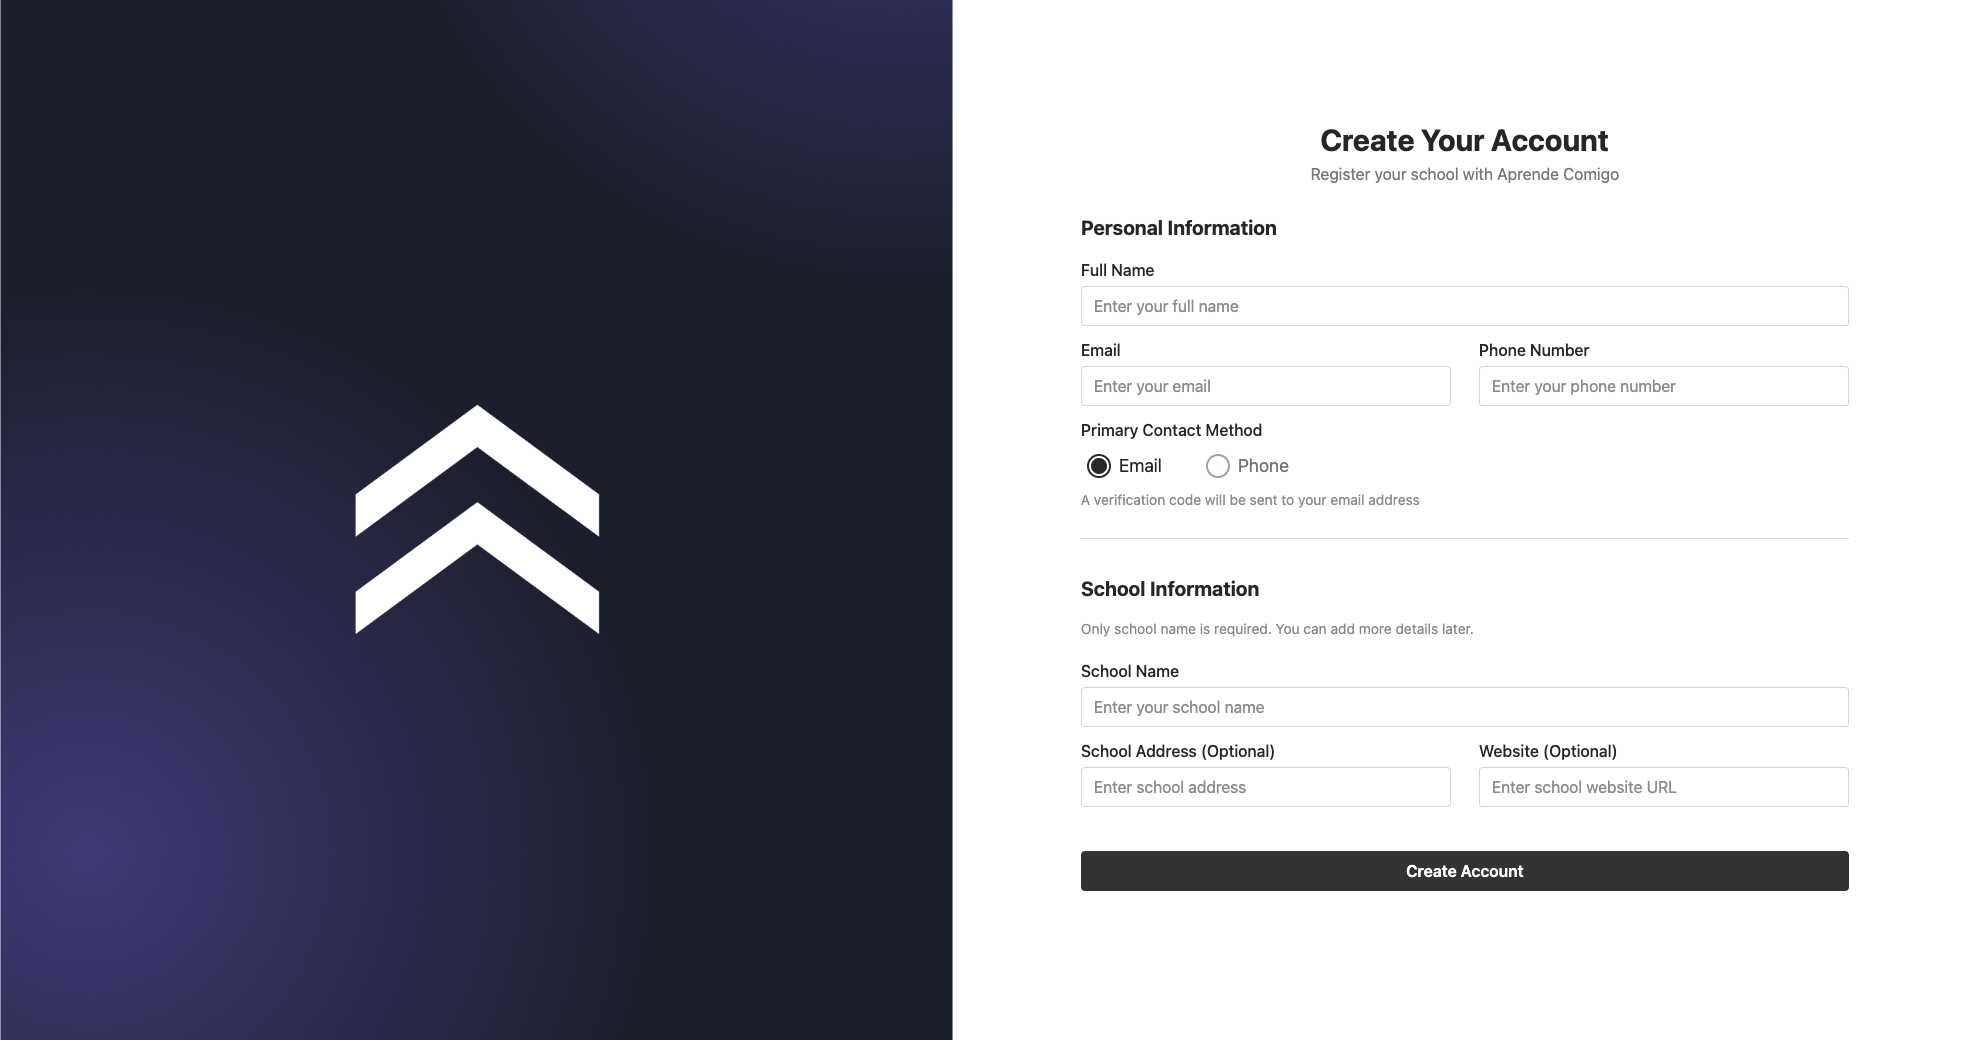 Create Your Account
Register your school with Aprende Comigo
Personal Information
Full Name
Enter your full name
Email
Enter your email
Phone Number
Enter your phone number
Primary Contact Method
Email
Phone
A verification code will be sent to your email address
School Information
Only school name is required. You can add more details later.
School Name
Enter your school name
School Address (Optional)
Enter school address
Website (Optional)
Enter school website URL
Create Account